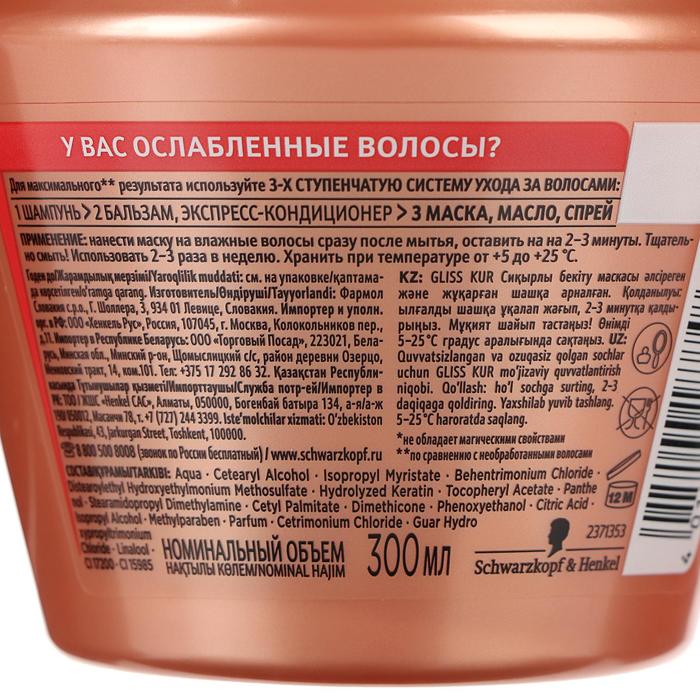 У ВАС ОСЛАБЛЕННЫЕ ВОЛОСЫ?
Для максимального** результата используйте 3-Х СТУПЕНЧАТУЮ СИСТЕМУ УХОДА ЗА ВОЛОСАМИ:
1 ШАМПУНЬ > 2 БАЛЬЗАМ, ЭКСПРЕСС-КОНДИЦИОНЕР > 3 МАСКА, МАСЛО, СПРЕЙ
ПРИМЕНЕНИЕ: нанести маску на влажные волосы сразу после мытья, оставить на на 2–3 минуты. Тщатель-
но смыть! Использовать 2–3 раза в неделю. Хранить при температуре от +5 до +25 °C.
Годен до/Жарамдылық мерзімі/Yaroqlilik muddati: см. на упаковке/қаптама-
да көрсетілген/o'ramga qarang. Изготовитель/Өндіруші/Tayyorlandi: Фармол
Словакия с.р.о., Г. Шоллера, 3, 934 01 Левице, Словакия. Импортер и уполн.
орг. в РФ: ООО «Хенкель Рус», Россия, 107045, г. Москва, Колокольников пер.,
д.11. Импортер в Республике Беларусь: ООО «Торговый Посад», 223021, Бела-
русь, Минская обл., Минский р-он, Щомыслицкий с/с, район деревни Озерцо,
Меньковский тракт, 14, ком.101. Тел: +375 17 292 86 32. Қазақстан Республи-
касында Тұтынушылар қызметі/Импорттаушы/Служба потр-ей/Импортер в
РК: ТОО / ЖШС «Henkel САС», Алматы, 050000, Богенбай батыра 134, а-я/а-ж
190/ 050012, Масанчи 78, т. +7 (727) 244 3399. Iste'molchilar xizmati: O'zbekiston
Respublikasi, 43, Jarkurgan Street, Toshkent, 100000.
8 800 500 8008 (звонок по России бесплатный) / www.schwarzkopf.ru
KZ: GLISS KUR Сиқырлы бекіту маскасы әлсіреген
және жұқарған шашқа арналған. Қолданылуы:
ылғалды шашқа ұқалап жағып, 2–3 минутқа қалды-
рыңыз. Мұқият шайып тастаңыз! Өнімді
5–25°С градус аралығында сақтаңыз. UZ:
Quvvatsizlangan va ozuqasiz qolgan sochlar
uchun GLISS KUR mo'jizaviy quvvatlantirish
niqobi. Qo'llash: ho'l sochga surting, 2–3
daqiqaga qoldiring. Yaxshilab yuvib tashlang.
5–25°C haroratda saqlang.
*не обладает магическими свойствами
**по сравнению с необработанными волосами
СОСТАВ/ҚҰРАМЫ/TARKIBI: Aqua · Cetearyl Alcohol · Isopropyl Myristate · Behentrimonium Chloride ·
Distearoylethyl Hydroxyethylmonium Methosulfate · Hydrolyzed Keratin · Tocopheryl Acetate · Panthe
nol · Stearamidopropyl Dimethylamine · Cetyl Palmitate · Dimethicone · Phenoxyethanol · Citric Acid ·
Isopropyl Alcohol · Methylparaben · Parfum · Cetrimonium Chloride · Guar Hydro
xypropyltrimonium
Chloride · Linalool ·
CI 17200 · CI 15985
12 M
НОМИНАЛЬНЫЙ ОБЪЕМ
НАҚТЫЛЫ КӨЛЕМ/NOMINAL HAJIM
300 МЛ
2371353
Schwarzkopf & Henkel